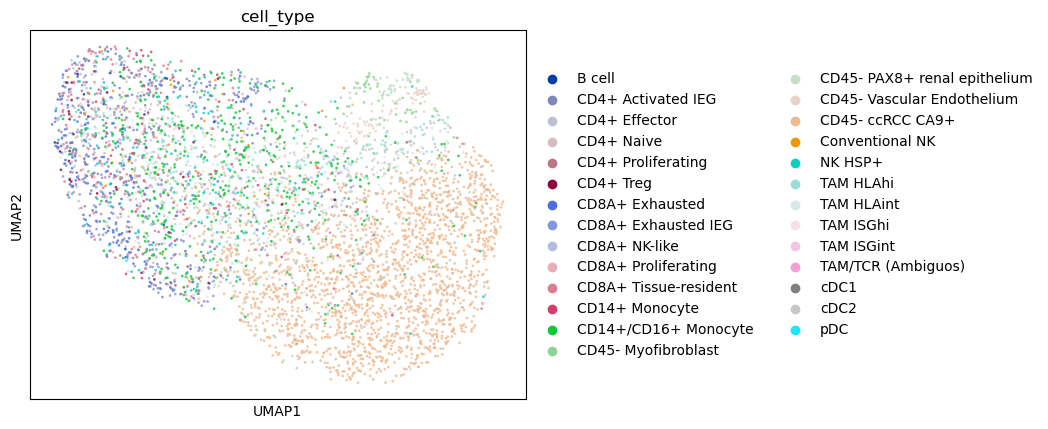 cell_type
UMAP2
UMAP1
B cell
CD4+ Activated IEG
CD4+ Effector
CD4+ Naive
CD4+ Proliferating
CD4+ Treg
CD8A+ Exhausted
CD8A+ Exhausted IEG
CD8A+ NK-like
CD8A+ Proliferating
CD8A+ Tissue-resident
CD14+ Monocyte
CD14+/CD16+ Monocyte
CD45- Myofibroblast
CD45- PAX8+ renal epithelium
CD45- Vascular Endothelium
CD45- ccRCC CA9+
Conventional NK
NK HSP+
TAM HLAhi
TAM HLAint
TAM ISGhi
TAM ISGint
TAM/TCR (Ambiguos)
cDC1
cDC2
pDC